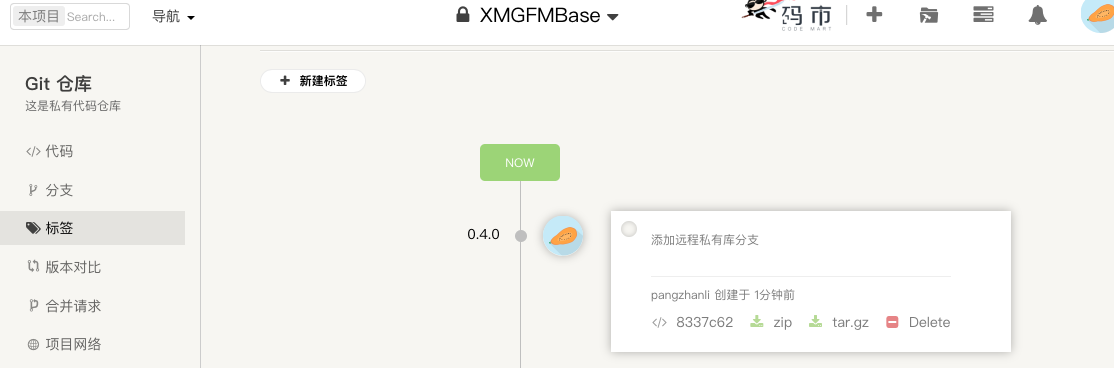 本项目 Search... 导航 XMGFMBase 码市
CODE MART
Git 仓库
这是私有代码仓库
代码
分支
标签
版本对比
合并请求
项目网络
新建标签
NOW
0.4.0
添加远程私有库分支
pangzhanli 创建于 1分钟前
8337c62 zip tar.gz Delete